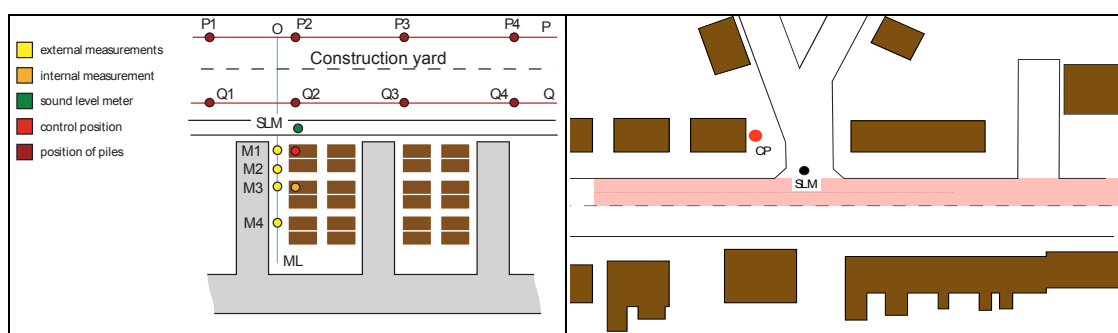 P1 O P2 P3 P4 P
external measurements
internal measurement
sound level meter
control position
position of piles
Construction yard
Q1 Q2 Q3 Q4 Q
SLM
M1
M2
M3
M4
ML
CP
SLM